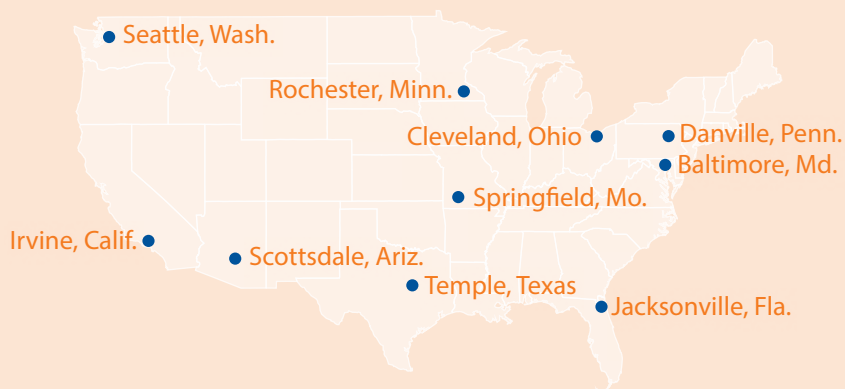 Seattle, Wash.
Rochester, Minn.
Cleveland, Ohio
Danville, Penn.
Baltimore, Md.
Springfield, Mo.
Irvine, Calif.
Scottsdale, Ariz.
Temple, Texas
Jacksonville, Fla.